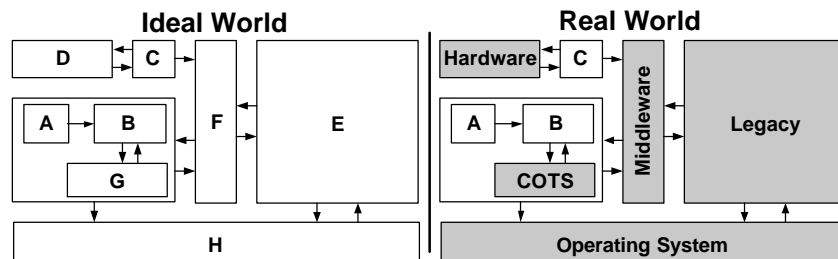 Ideal World
D
C
F
E
A
B
G
H
Real World
Hardware
C
Middleware
Legacy
A
B
COTS
Operating System